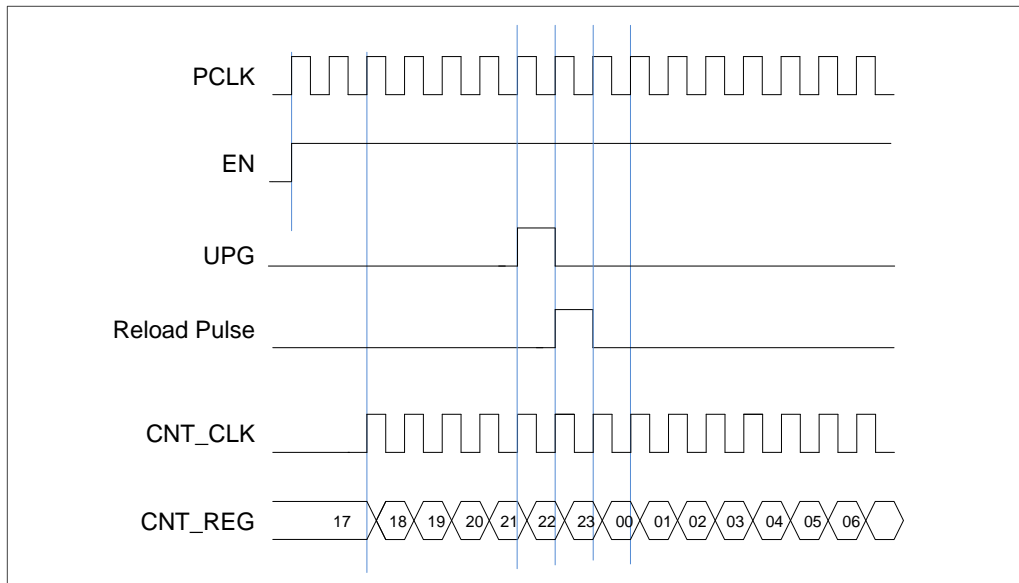 PCLK
EN
UPG
Reload Pulse
CNT_CLK
CNT_REG 17 18 19 20 21 22 23 00 01 02 03 04 05 06